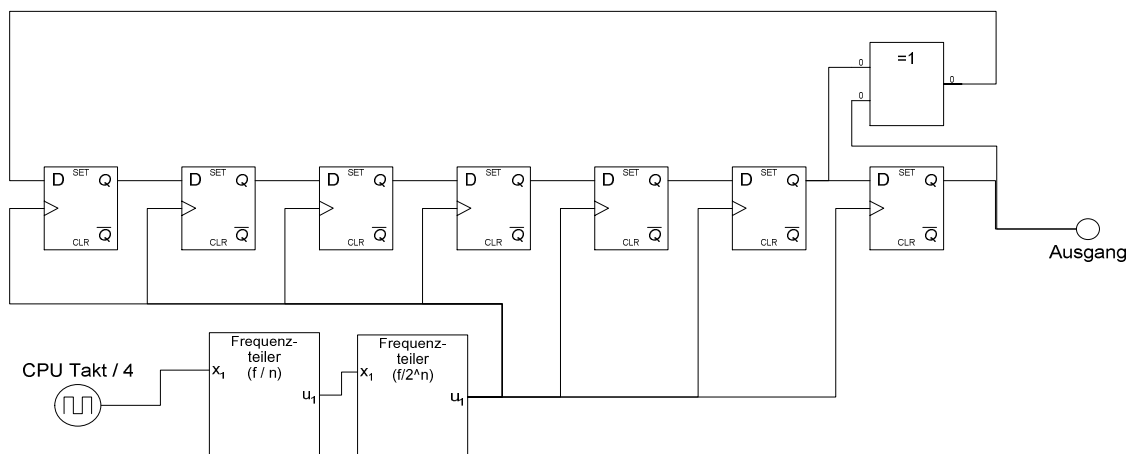 =1
0
0
0
SET
D Q
Q
CLR
SET
D Q
Q
CLR
SET
D Q
Q
CLR
SET
D Q
Q
CLR
SET
D Q
Q
CLR
SET
D Q
Q
CLR
SET
D Q
Q
CLR
Ausgang
CPU Takt / 4
Frequenz-
teiler
(f / n)
x1
u1
Frequenz-
teiler
(f/2^n)
x1
u1